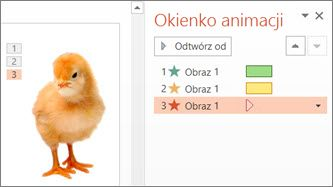 Okienko animacji
Odtwórz od
1
2
3
1 Obraz 1
2 Obraz 1
3 Obraz 1